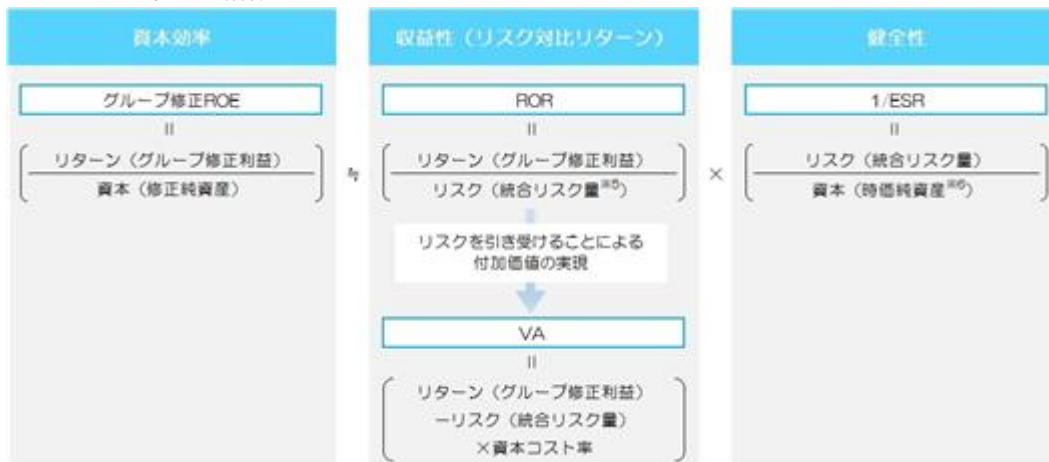 資本効率
収益性（リスク対比リターン）
健全性
グループ修正ROE
ROR
1/ESR
=
=
=
リターン（グループ修正利益）
資本（修正純資産）
≒
リターン（グループ修正利益）
リスク（統合リスク量※5）
×
リスク（統合リスク量）
資本（時価純資産※6）
リスクを引き受けることによる
付加価値の実現
VA
=
リターン（グループ修正利益）
－リスク（統合リスク量）
×資本コスト率